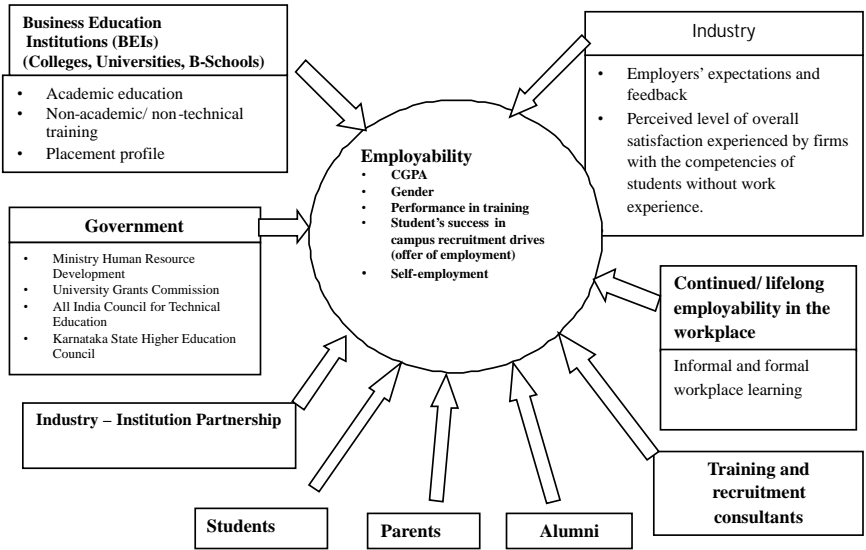 Business Education
Institutions (BEIs)
(Colleges, Universities, B-Schools)
• Academic education
• Non-academic/ non-technical
training
• Placement profile
Industry
• Employers' expectations and
feedback
• Perceived level of overall
satisfaction experienced by firms
with the competencies of
students without work
experience.
Employability
• CGPA
• Gender
• Performance in training
• Student's success in
campus recruitment drives
(offer of employment)
• Self-employment
Government
• Ministry Human Resource
Development
• University Grants Commission
• All India Council for Technical
Education
• Karnataka State Higher Education
Council
Continued/ lifelong
employability in the
workplace
Informal and formal
workplace learning
Industry – Institution Partnership
Training and
recruitment
consultants
Students
Parents
Alumni